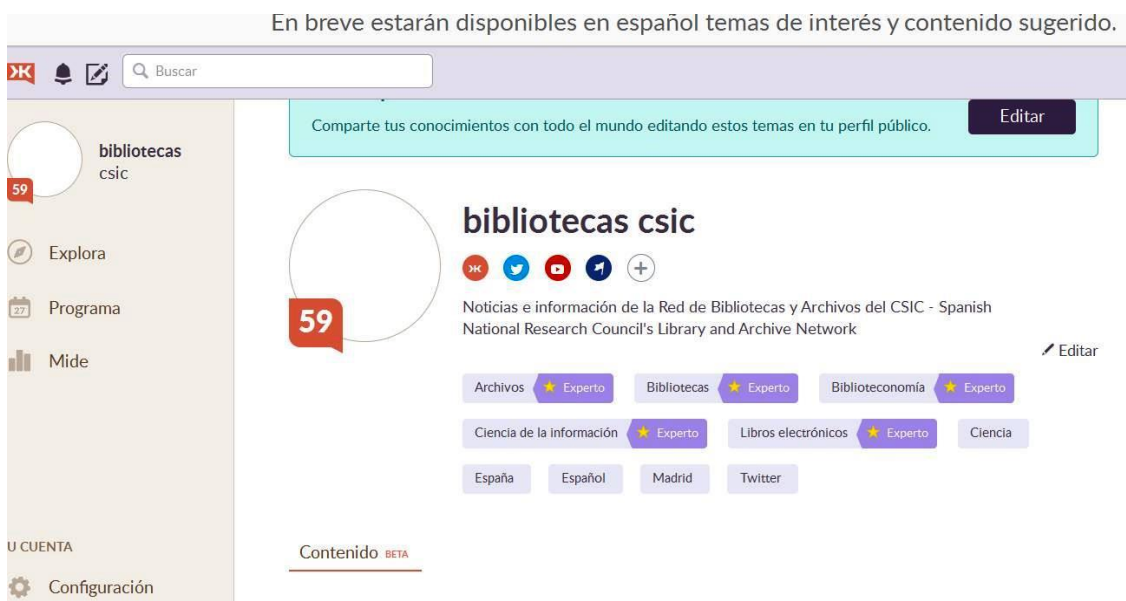 En breve estarán disponibles en español temas de interés y contenido sugerido.
Buscar
Comparte tus conocimientos con todo el mundo editando estos temas en tu perfil público.
Editar
bibliotecas
csic
59
Explora
27
Programa
Mide
bibliotecas csic
59
Noticias e información de la Red de Bibliotecas y Archivos del CSIC - Spanish
National Research Council's Library and Archive Network
Editar
Archivos Experto Bibliotecas Experto Biblioteconomía Experto
Ciencia de la información Experto Libros electrónicos Experto Ciencia
España Español Madrid Twitter
U CUENTA
Configuración
Contenido BETA